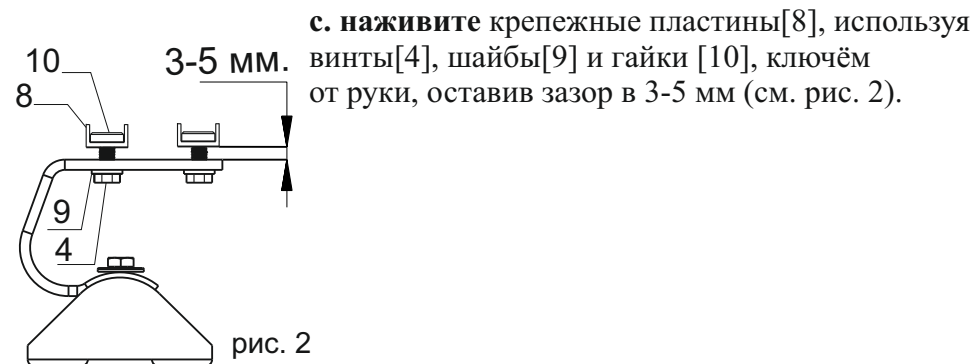 с. наживите крепежные пластины[8], используя
винты[4], шайбы[9] и гайки [10], ключём
от руки, оставив зазор в 3-5 мм (см. рис. 2).
10
3-5 мм.
8
9
4
рис. 2